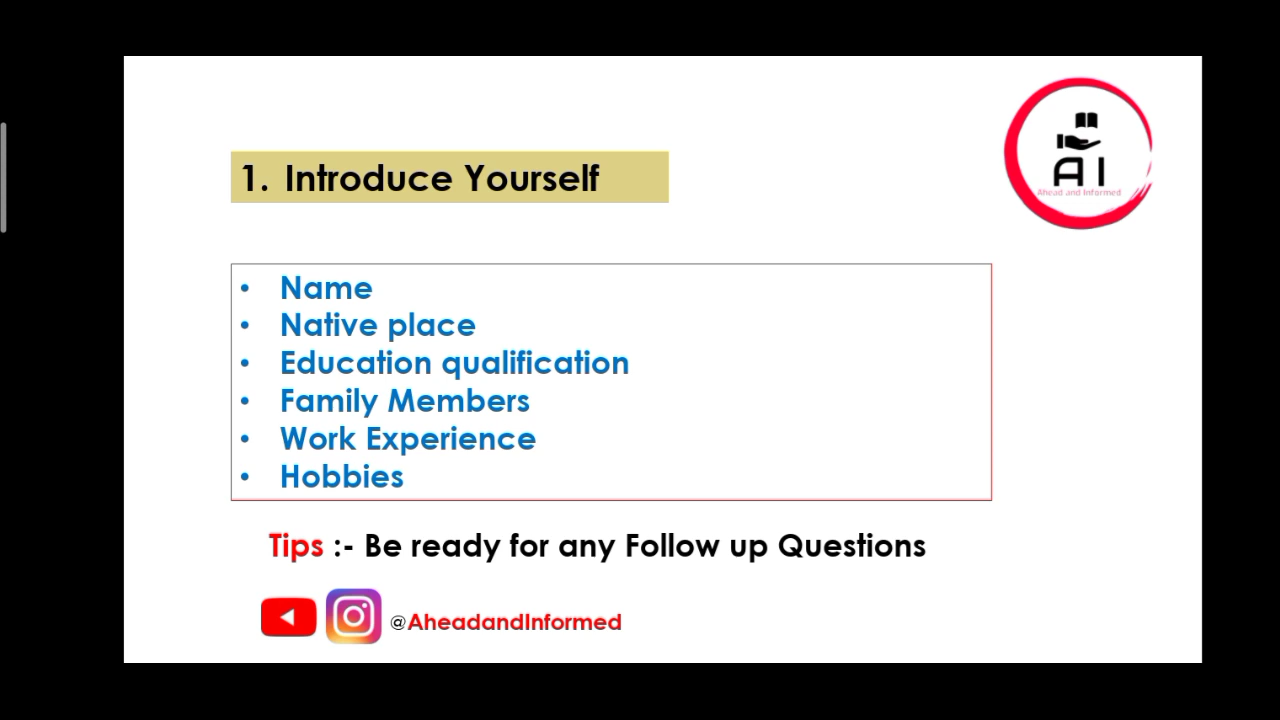 AI
Ahead and Informed
1. Introduce Yourself
• Name
• Native place
• Education qualification
• Family Members
• Work Experience
• Hobbies
Tips :- Be ready for any Follow up Questions
@AheadandInformed